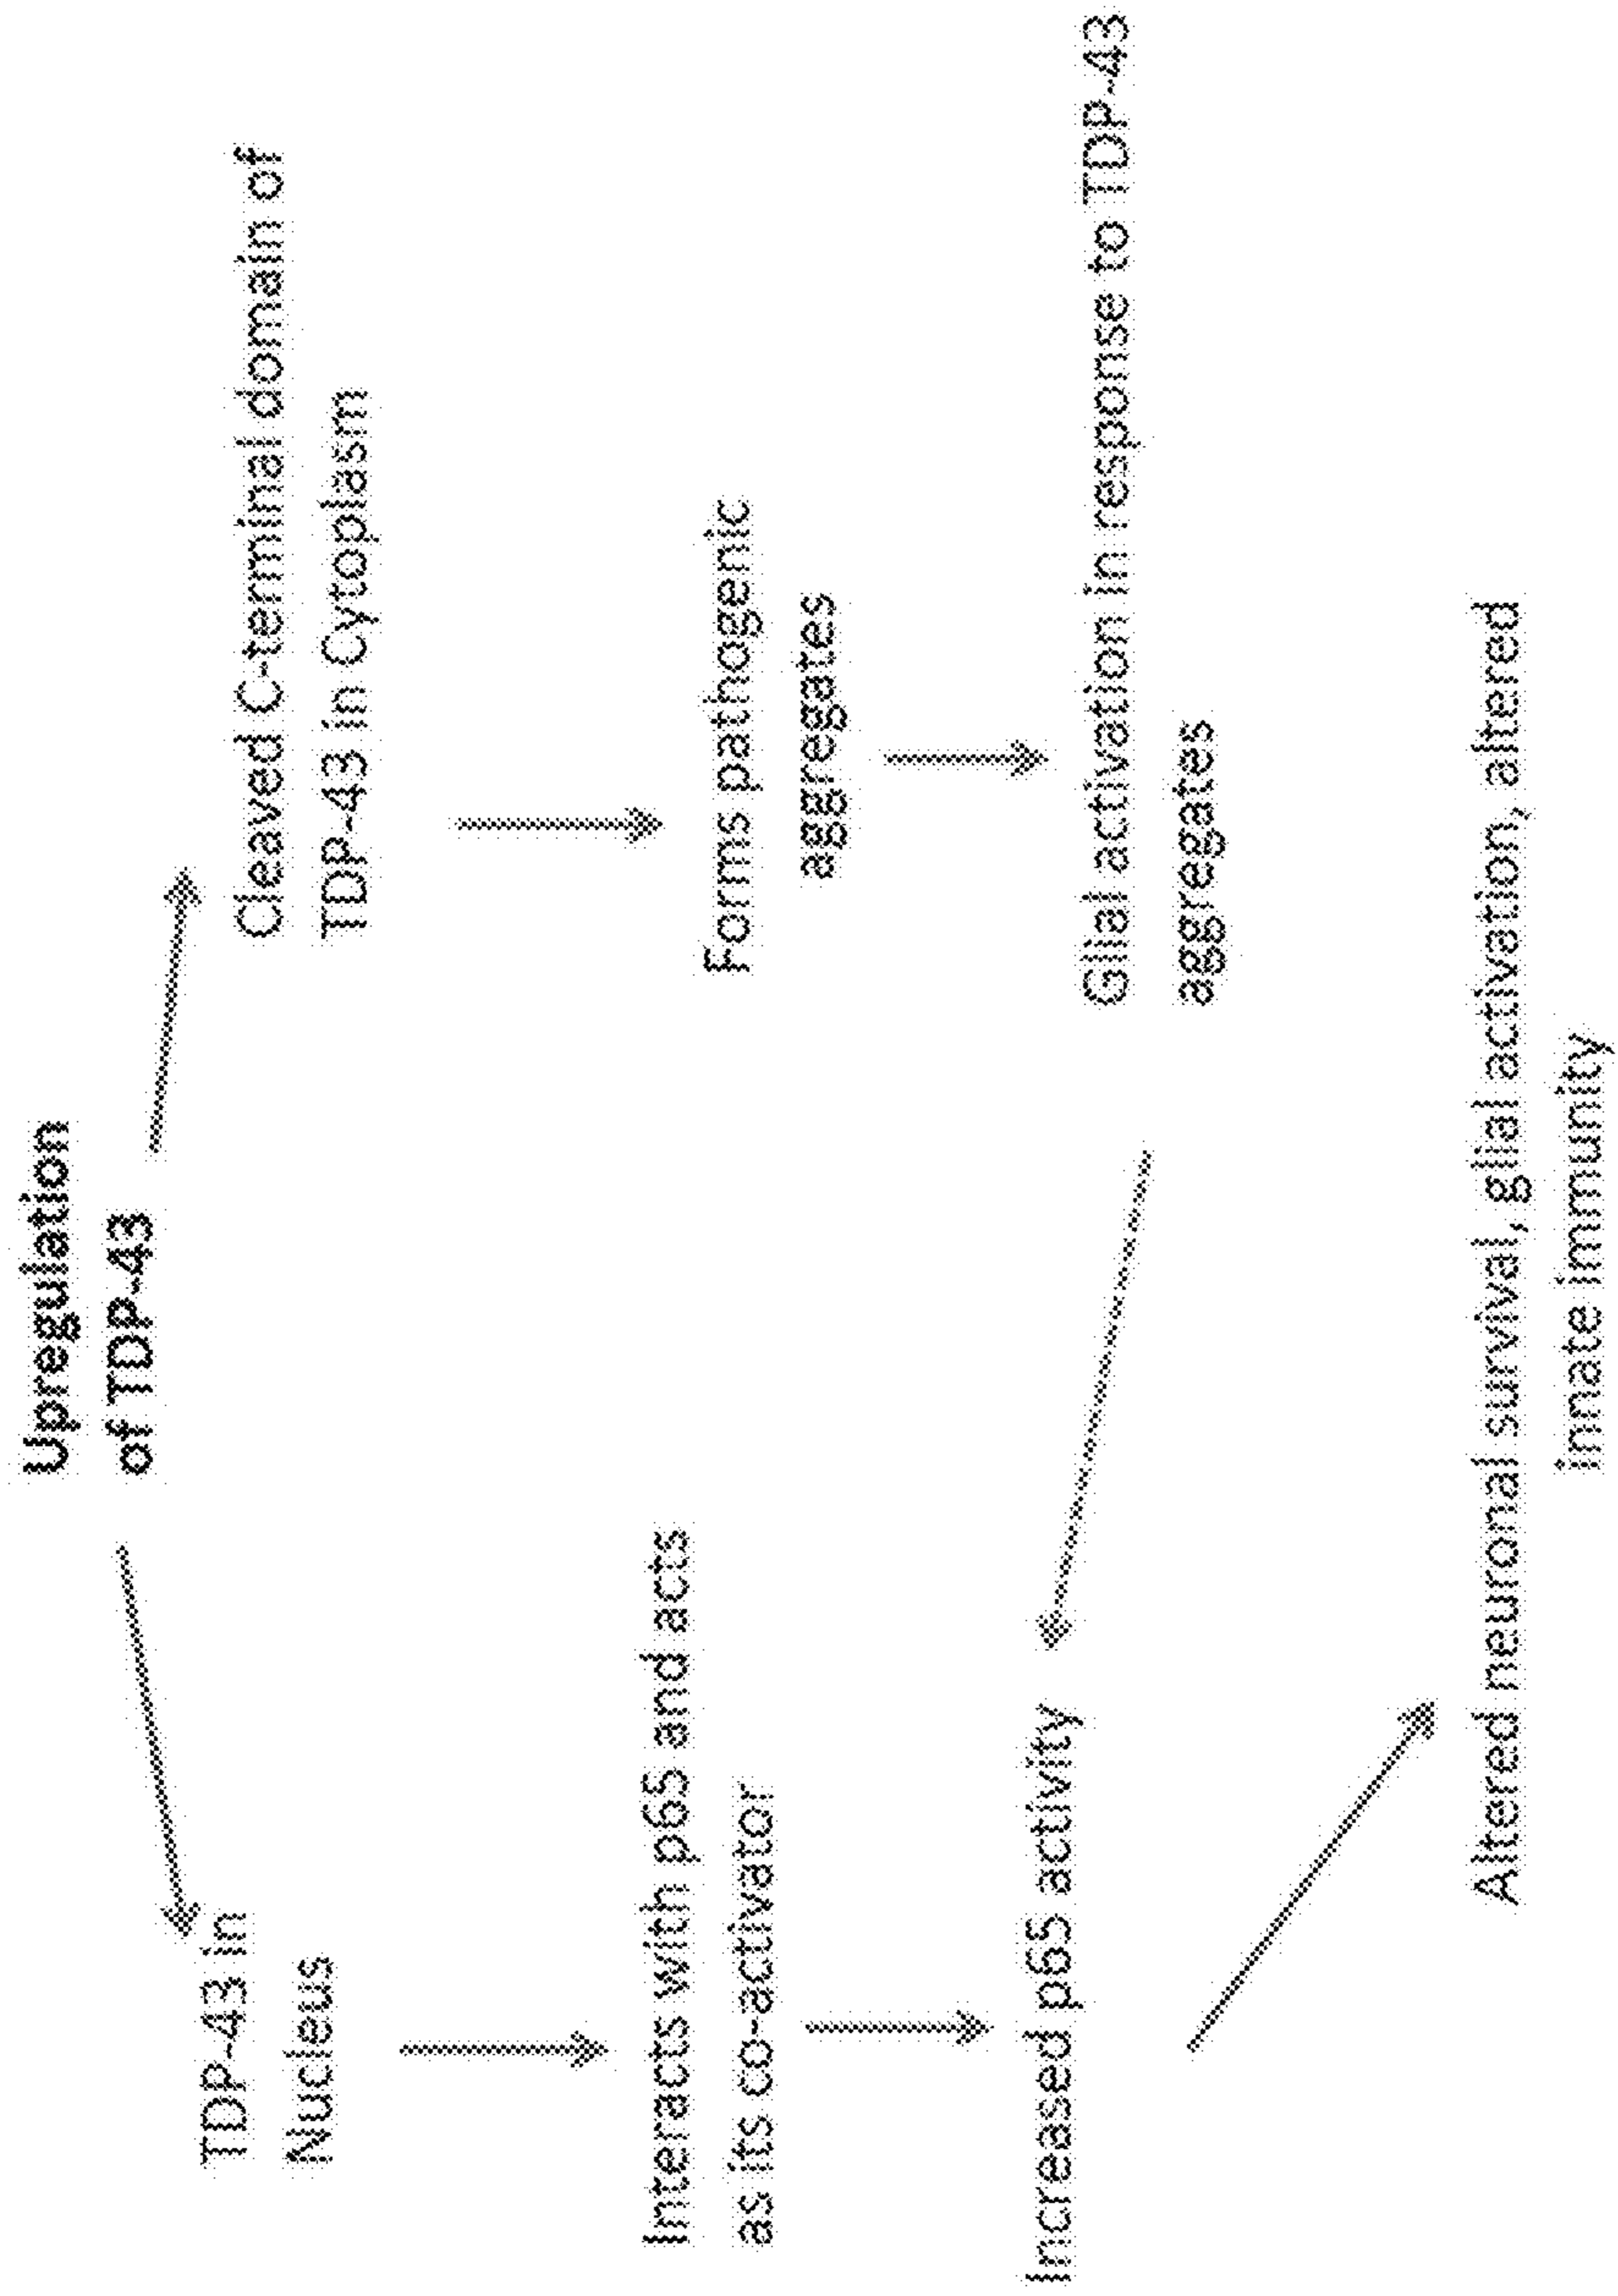 Upregulation
of TDP-43
TDP-43 in
Nucleus
Cleaved C-terminal domain of
TDP-43 in Cytoplasm
Interacts with p65 and acts
as its co-activator
Forms pathogenic
aggregates
Increased p65 activity
Glial activation in response to TDP-43
aggregates
Altered neuronal survival, glial activation, altered
innate immunity